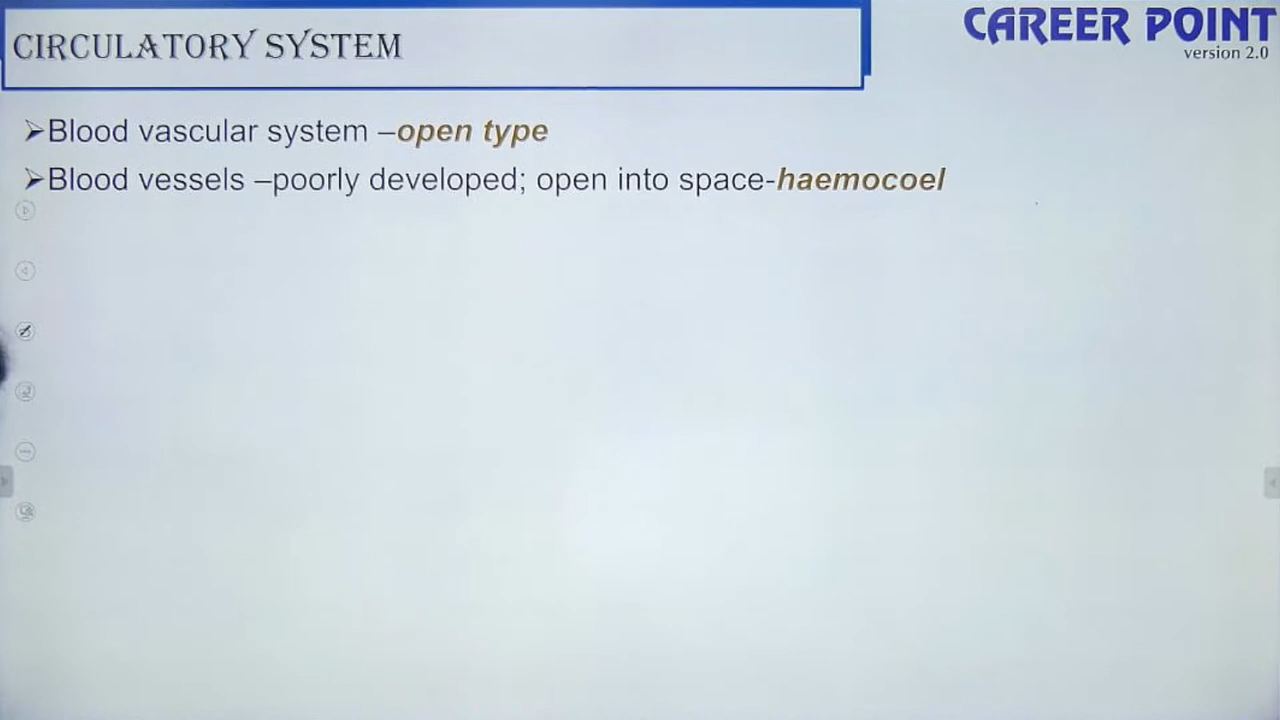 CIRCULATORY SYSTEM
CAREER POINT
version 2.0
➢Blood vascular system –open type
➢Blood vessels –poorly developed; open into space-haemocoel